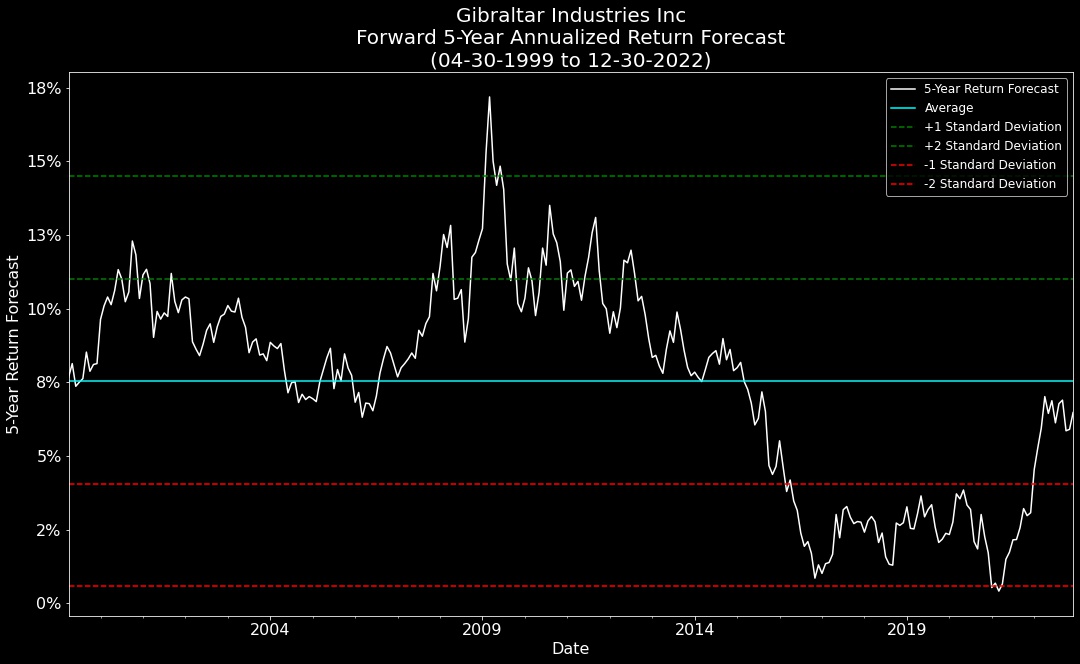 Gibraltar Industries Inc
Forward 5-Year Annualized Return Forecast
(04-30-1999 to 12-30-2022)
18%
15%
13%
10%
8%
5%
2%
0%
5-Year Return Forecast
5-Year Return Forecast
Average
+1 Standard Deviation
+2 Standard Deviation
-1 Standard Deviation
-2 Standard Deviation
2004
2009
2014
2019
Date